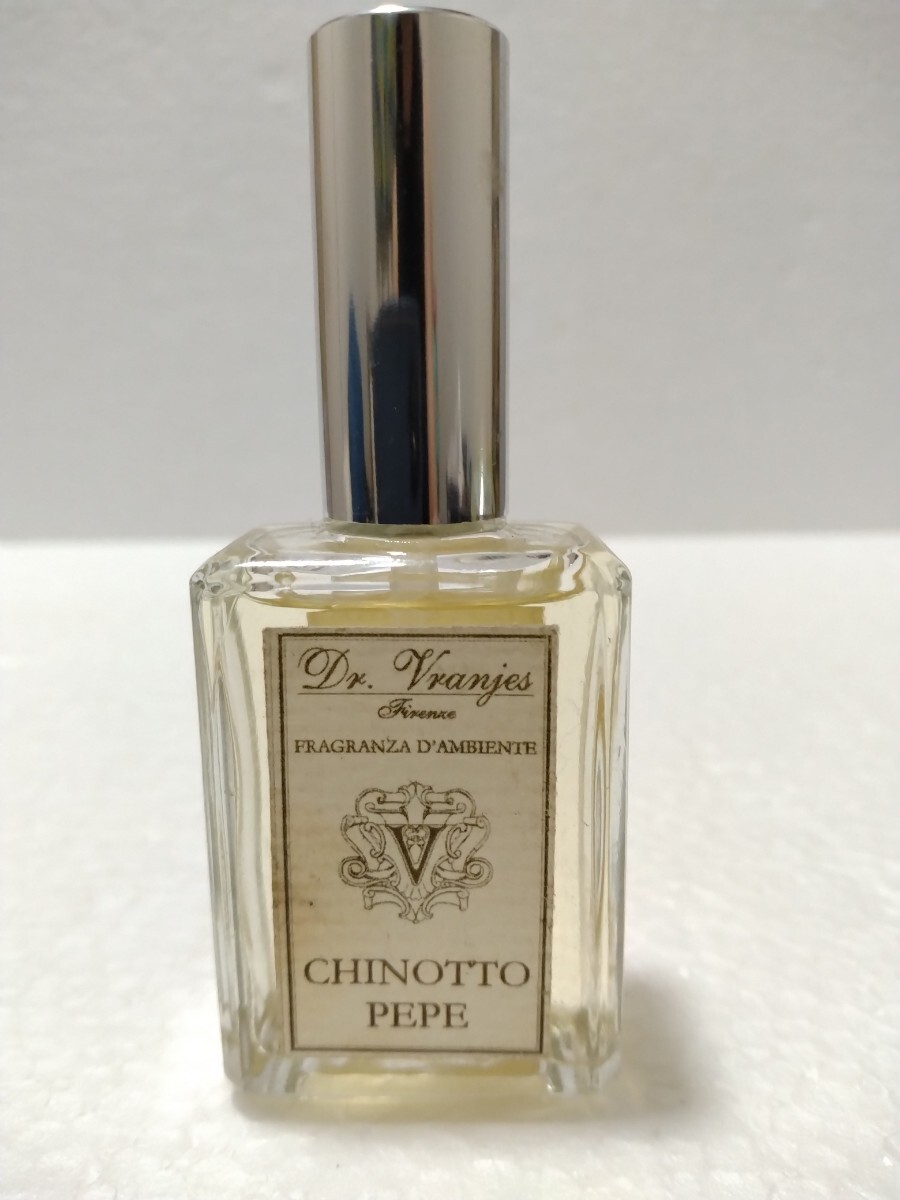 Dr. Vranjes
Firenze
FRAGRANZA D'AMBIENTE
V
CHINOTTO
PEPE